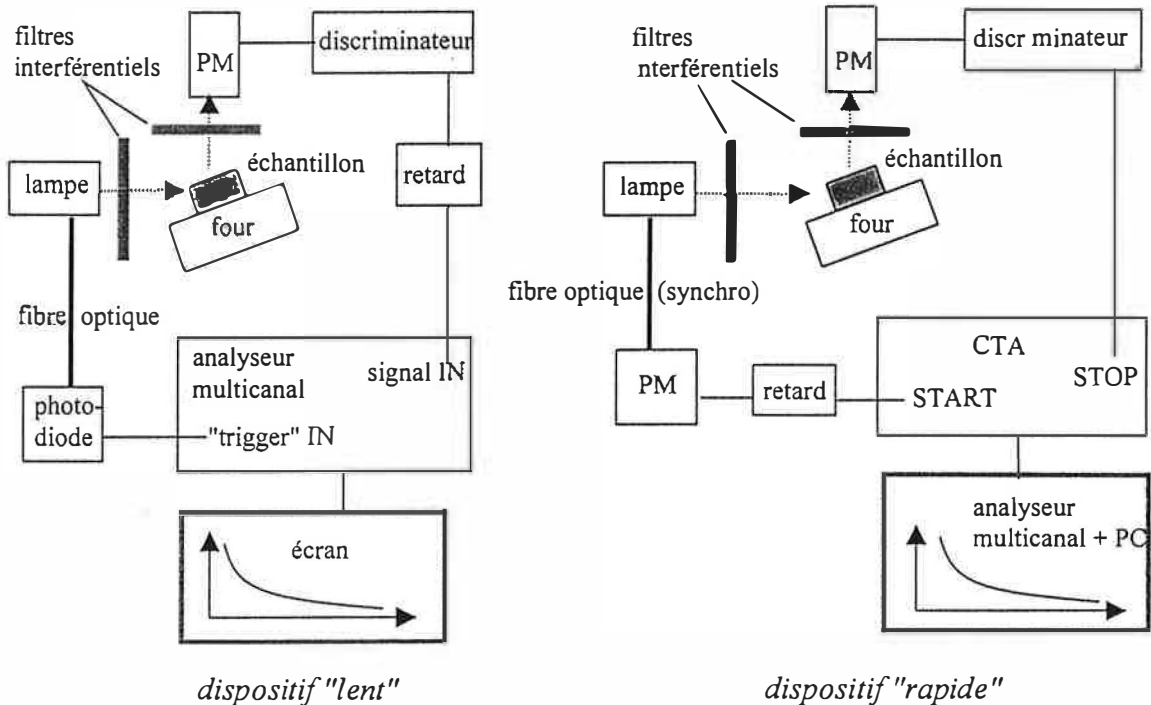 filtres
interférentiels
PM
discriminateur
échantillon
lampe
retard
four
fibre optique
analyseur
multicanal
signal IN
photo-
diode
"trigger" IN
écran
dispositif "lent"
filtres
nterférentiels
PM
discr minateur
échantillon
lampe
four
fibre optique (synchro)
CTA
PM
retard
START
STOP
analyseur
multicanal + PC
dispositif "rapide"